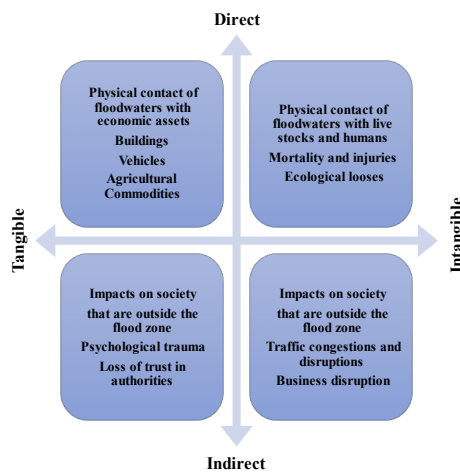 Direct
Physical contact of
floodwaters with
economic assets
Buildings
Vehicles
Agricultural
Commodities
Physical contact of
floodwaters with live
stocks and humans
Mortality and injuries
Ecological looses
Tangible
Intangible
Impacts on society
that are outside the
flood zone
Psychological trauma
Loss of trust in
authorities
Impacts on society
that are outside the
flood zone
Traffic congestions and
disruptions
Business disruption
Indirect